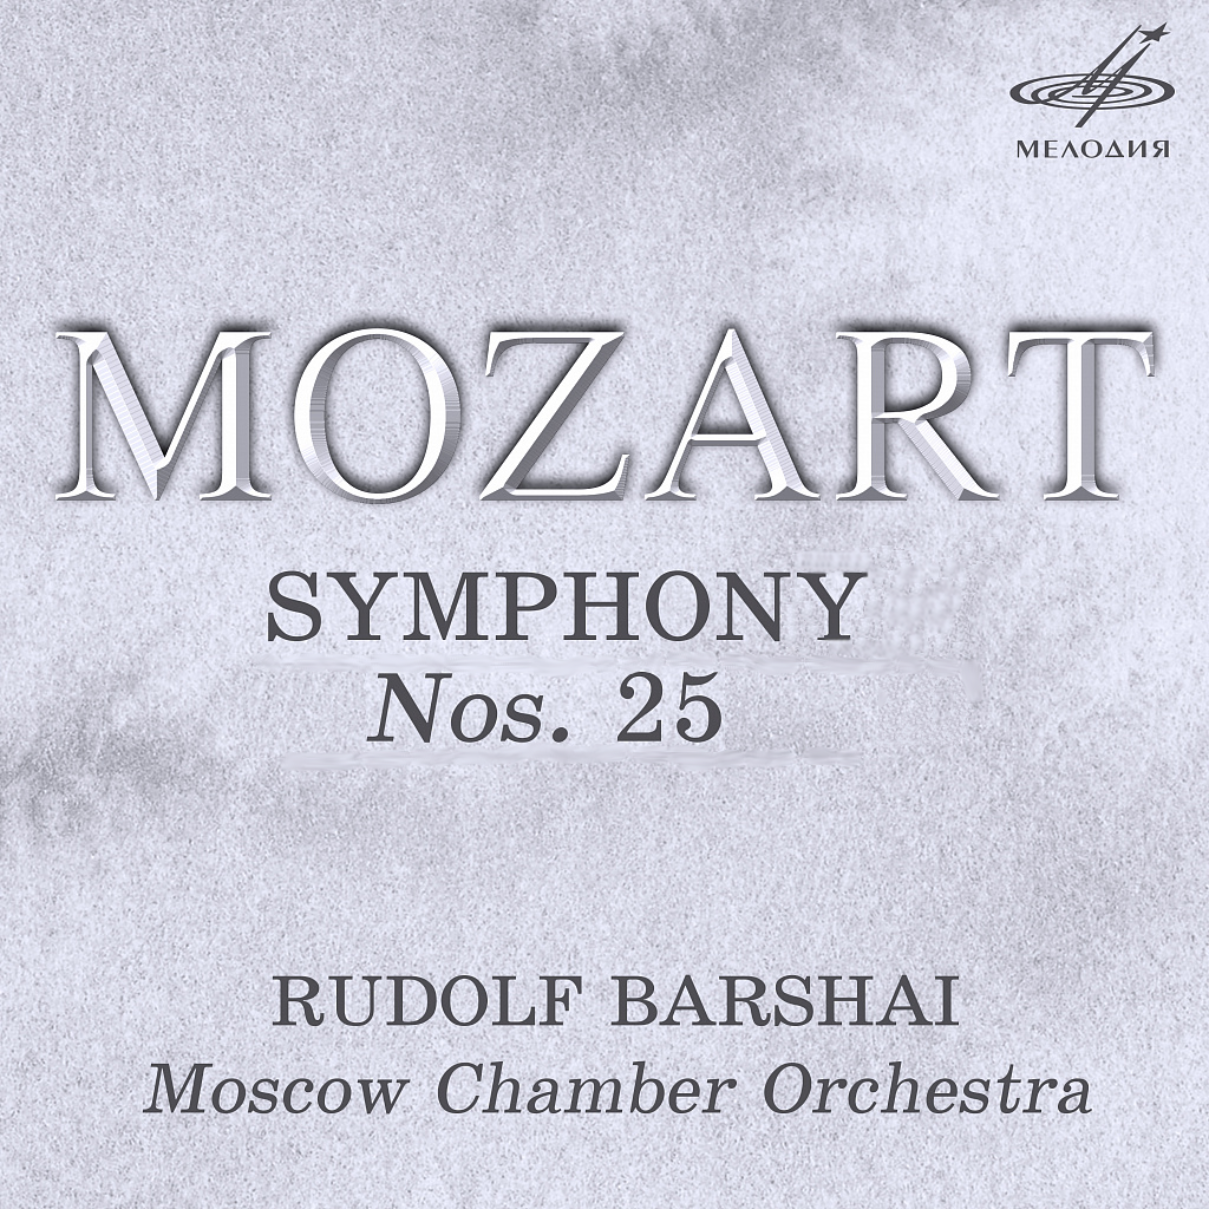 МЕЛОДИЯ
MOZART
SYMPHONY
Nos. 25
RUDOLF BARSHAI
Moscow Chamber Orchestra